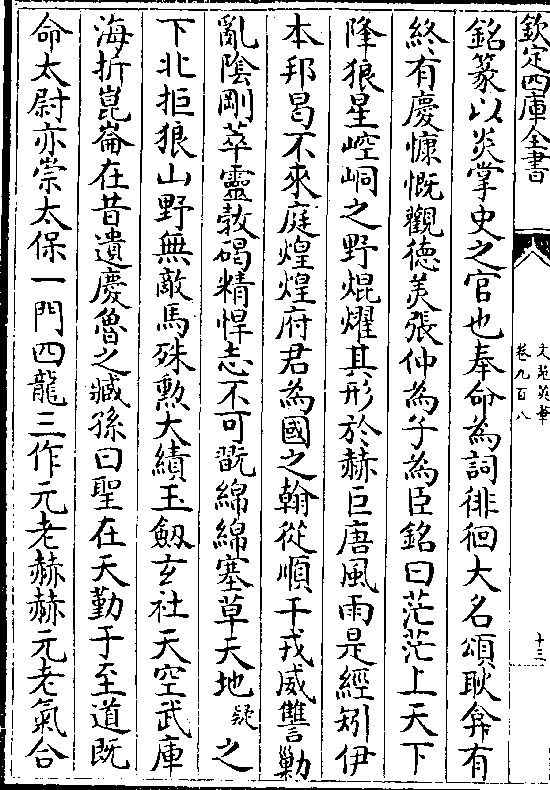 欽定四庫全書
文苑英華
卷九百八
十三
銘篆以炎掌史之官也奉命為詞徘徊大名頌耿弇有
終有慶慷慨觀徳美張仲為子為臣銘曰茫茫上天下
降狼星崆峒之野焜燿其形於赫巨唐風雨是經矧伊
本邦曷不來庭煌煌府君為國之翰從順千戎威讐勦
亂隂剛萃靈敦碣精悍志不可翫綿綿塞草天地疑之
下北拒狼山野無敵馬殊勲大績玉劔玄社天空武庫
海折崑崙在昔遺慶魯之臧孫曰聖在天勤于至道既
命太尉亦崇太保一門四龍三作元老赫赫元老氣合